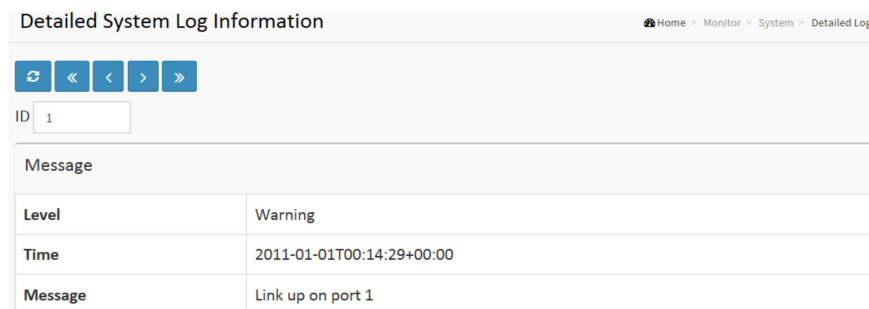 Detailed System Log Information
Home > Monitor > System > Detailed Log
ID 1
Message
Level Warning
Time 2011-01-01T00:14:29+00:00
Message Link up on port 1